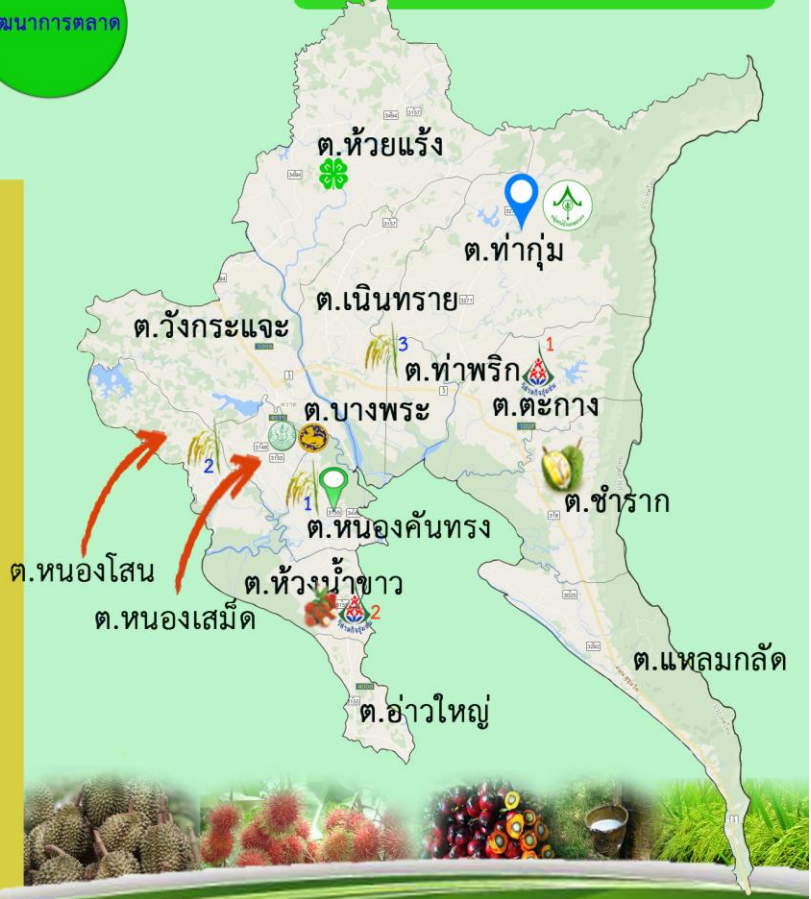 ฒนาการตลาด
ต.ห้วยแร้ง
ต.ท่ากุ่ม
ต.เนินทราย
ต.วังกระแจะ
3
1
ต.ท่าพริก
ต.บางพระ
ต.ตะกาง
2
1
ต.ชำราก
ต.หนองคันทรง
ต.หนองโสน
ต.ห้วงน้ำขาว
ต.หนองเสม็ด
2
ต.แหลมกลัด
ต.อ่าวใหญ่